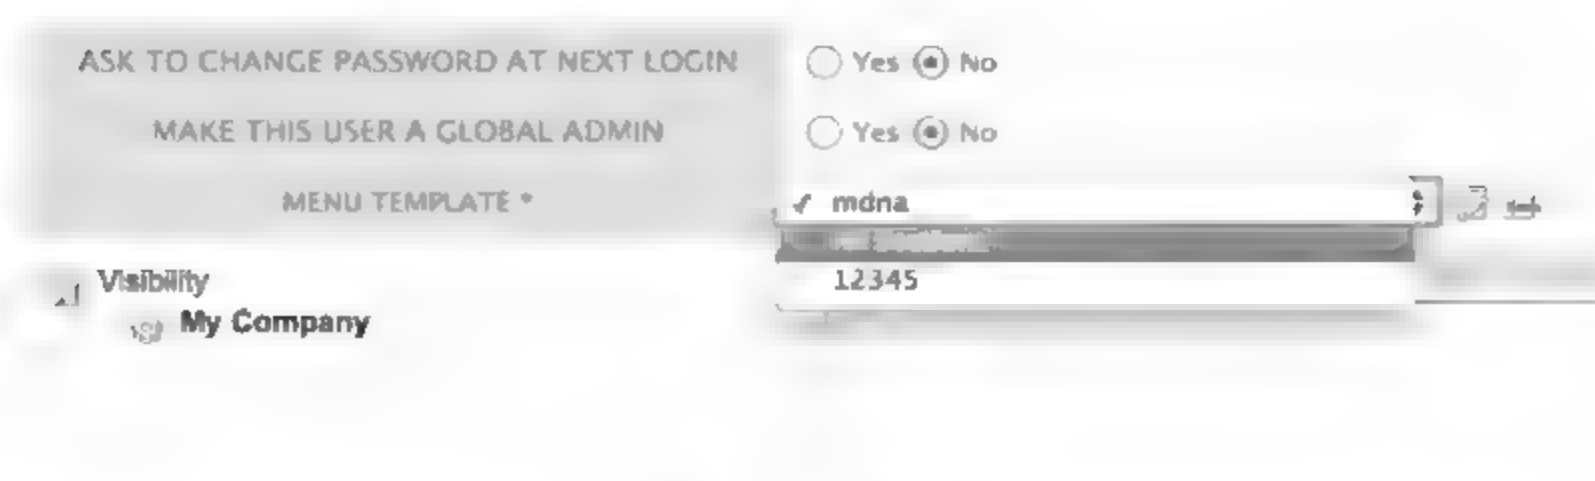 ASK TO CHANGE PASSWORD AT NEXT LOGIN Yes No
MAKE THIS USER A GLOBAL ADMIN Yes No
MENU TEMPLATE * mdna
12345
Visibility
My Company